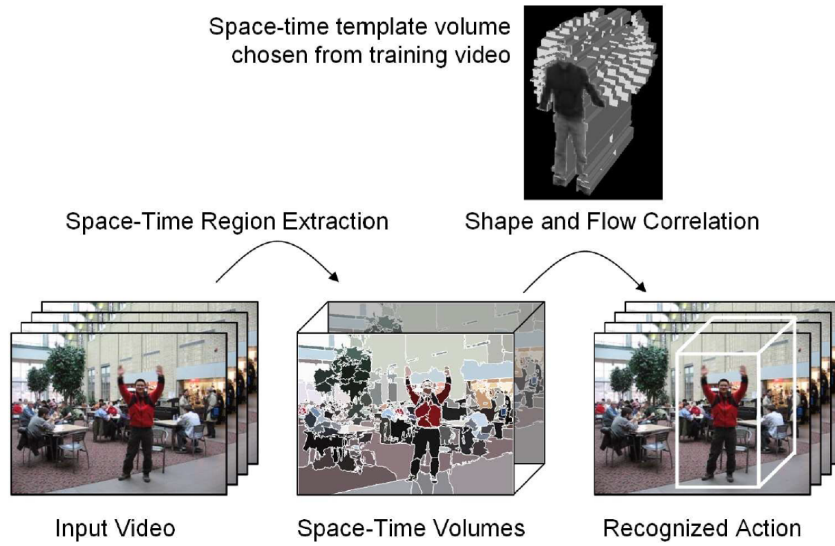 Space-time template volume
chosen from training video
Space-Time Region Extraction
Shape and Flow Correlation
Input Video
Space-Time Volumes
Recognized Action